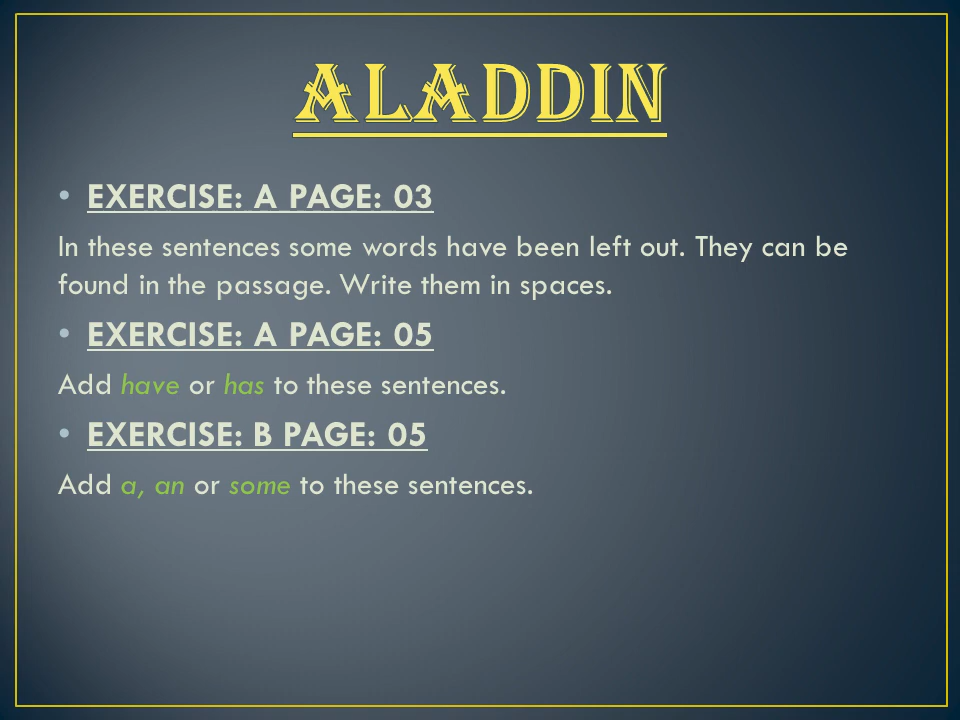 ALADDIN
• EXERCISE: A PAGE: 03
In these sentences some words have been left out. They can be
found in the passage. Write them in spaces.
• EXERCISE: A PAGE: 05
Add have or has to these sentences.
• EXERCISE: B PAGE: 05
Add a, an or some to these sentences.